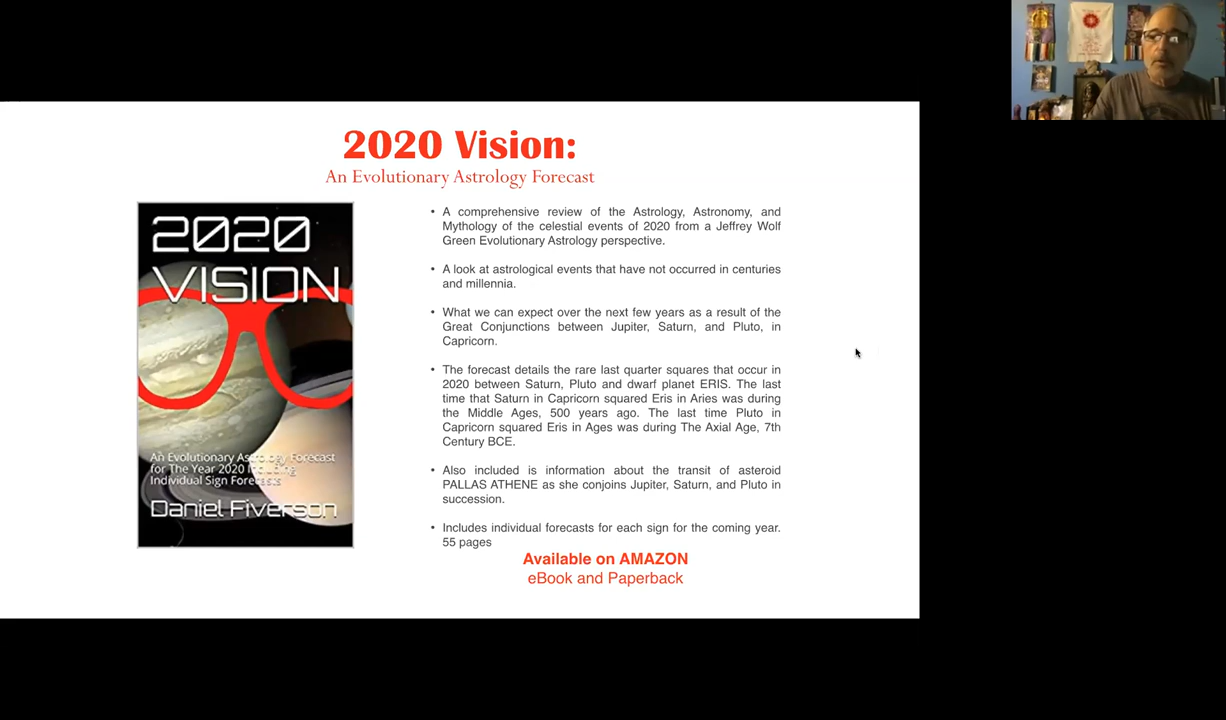 2020 Vision:
An Evolutionary Astrology Forecast
2020
VISION
An Evolutionary Astrology Forecast
for The Year 2020 Including
Individual Sign Forecasts
Daniel Fiverson
• A comprehensive review of the Astrology, Astronomy, and
Mythology of the celestial events of 2020 from a Jeffrey Wolf
Green Evolutionary Astrology perspective.
• A look at astrological events that have not occurred in centuries
and millennia.
• What we can expect over the next few years as a result of the
Great Conjunctions between Jupiter, Saturn, and Pluto, in
Capricorn.
• The forecast details the rare last quarter squares that occur in
2020 between Saturn, Pluto and dwarf planet ERIS. The last
time that Saturn in Capricorn squared Eris in Aries was during
the Middle Ages, 500 years ago. The last time Pluto in
Capricorn squared Eris in Ages was during The Axial Age, 7th
Century BCE.
• Also included is information about the transit of asteroid
PALLAS ATHENE as she conjoins Jupiter, Saturn, and Pluto in
succession.
• Includes individual forecasts for each sign for the coming year.
55 pages
Available on AMAZON
eBook and Paperback